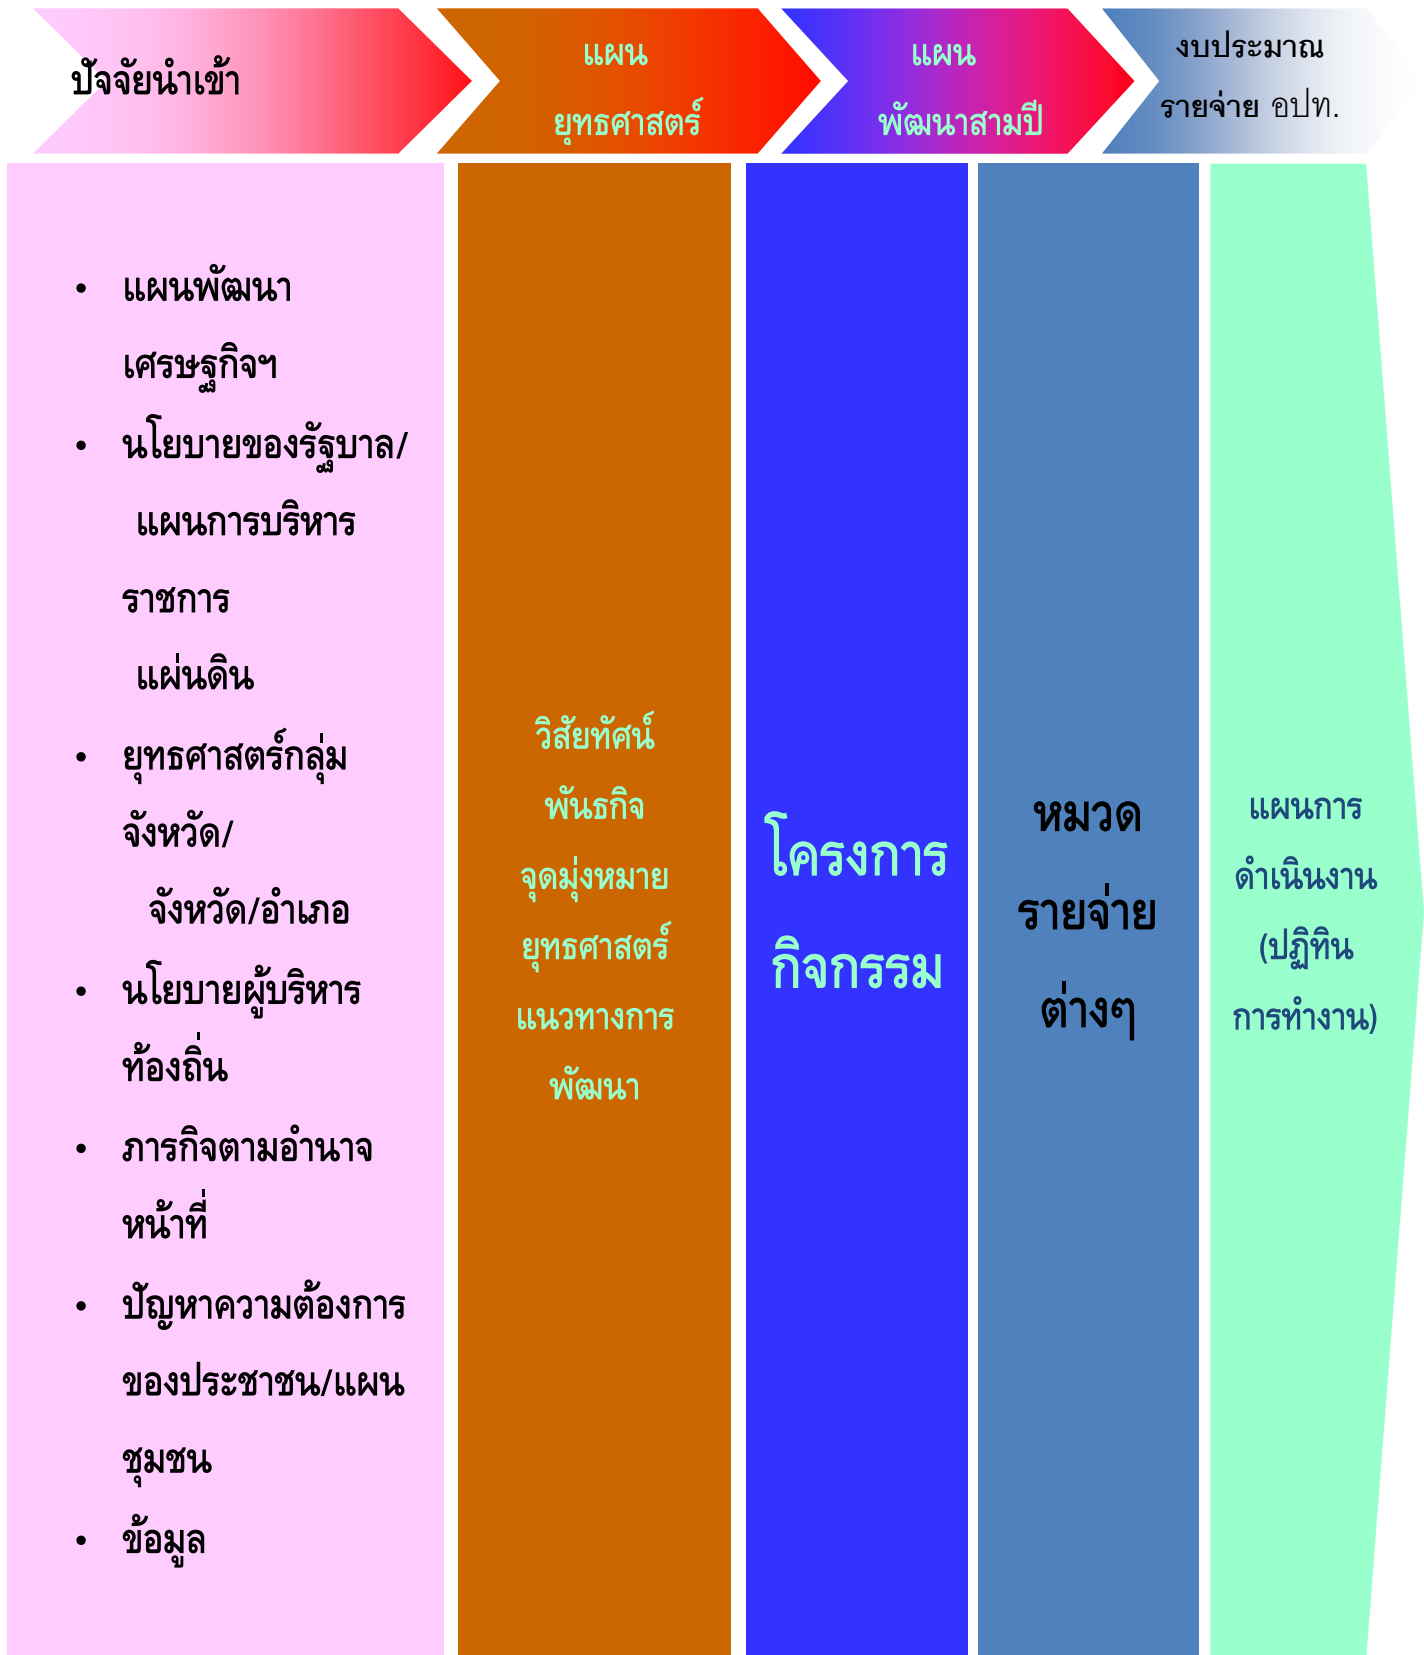 ปัจจัยนำเข้า
แผน
ยุทธศาสตร์
แผน
พัฒนาสามปี
งบประมาณ
รายจ่าย อปท.
• แผนพัฒนา
เศรษฐกิจฯ
• นโยบายของรัฐบาล/
แผนการบริหาร
ราชการ
แผ่นดิน
• ยุทธศาสตร์กลุ่ม
จังหวัด/
จังหวัด/อำเภอ
• นโยบายผู้บริหาร
ท้องถิ่น
• ภารกิจตามอำนาจ
หน้าที่
• ปัญหาความต้องการ
ของประชาชน/แผน
ชุมชน
• ข้อมูล
วิสัยทัศน์
พันธกิจ
จุดมุ่งหมาย
ยุทธศาสตร์
แนวทางการ
พัฒนา
โครงการ
กิจกรรม
หมวด
รายจ่าย
ต่างๆ
แผนการ
ดำเนินงาน
(ปฏิทิน
การทำงาน)